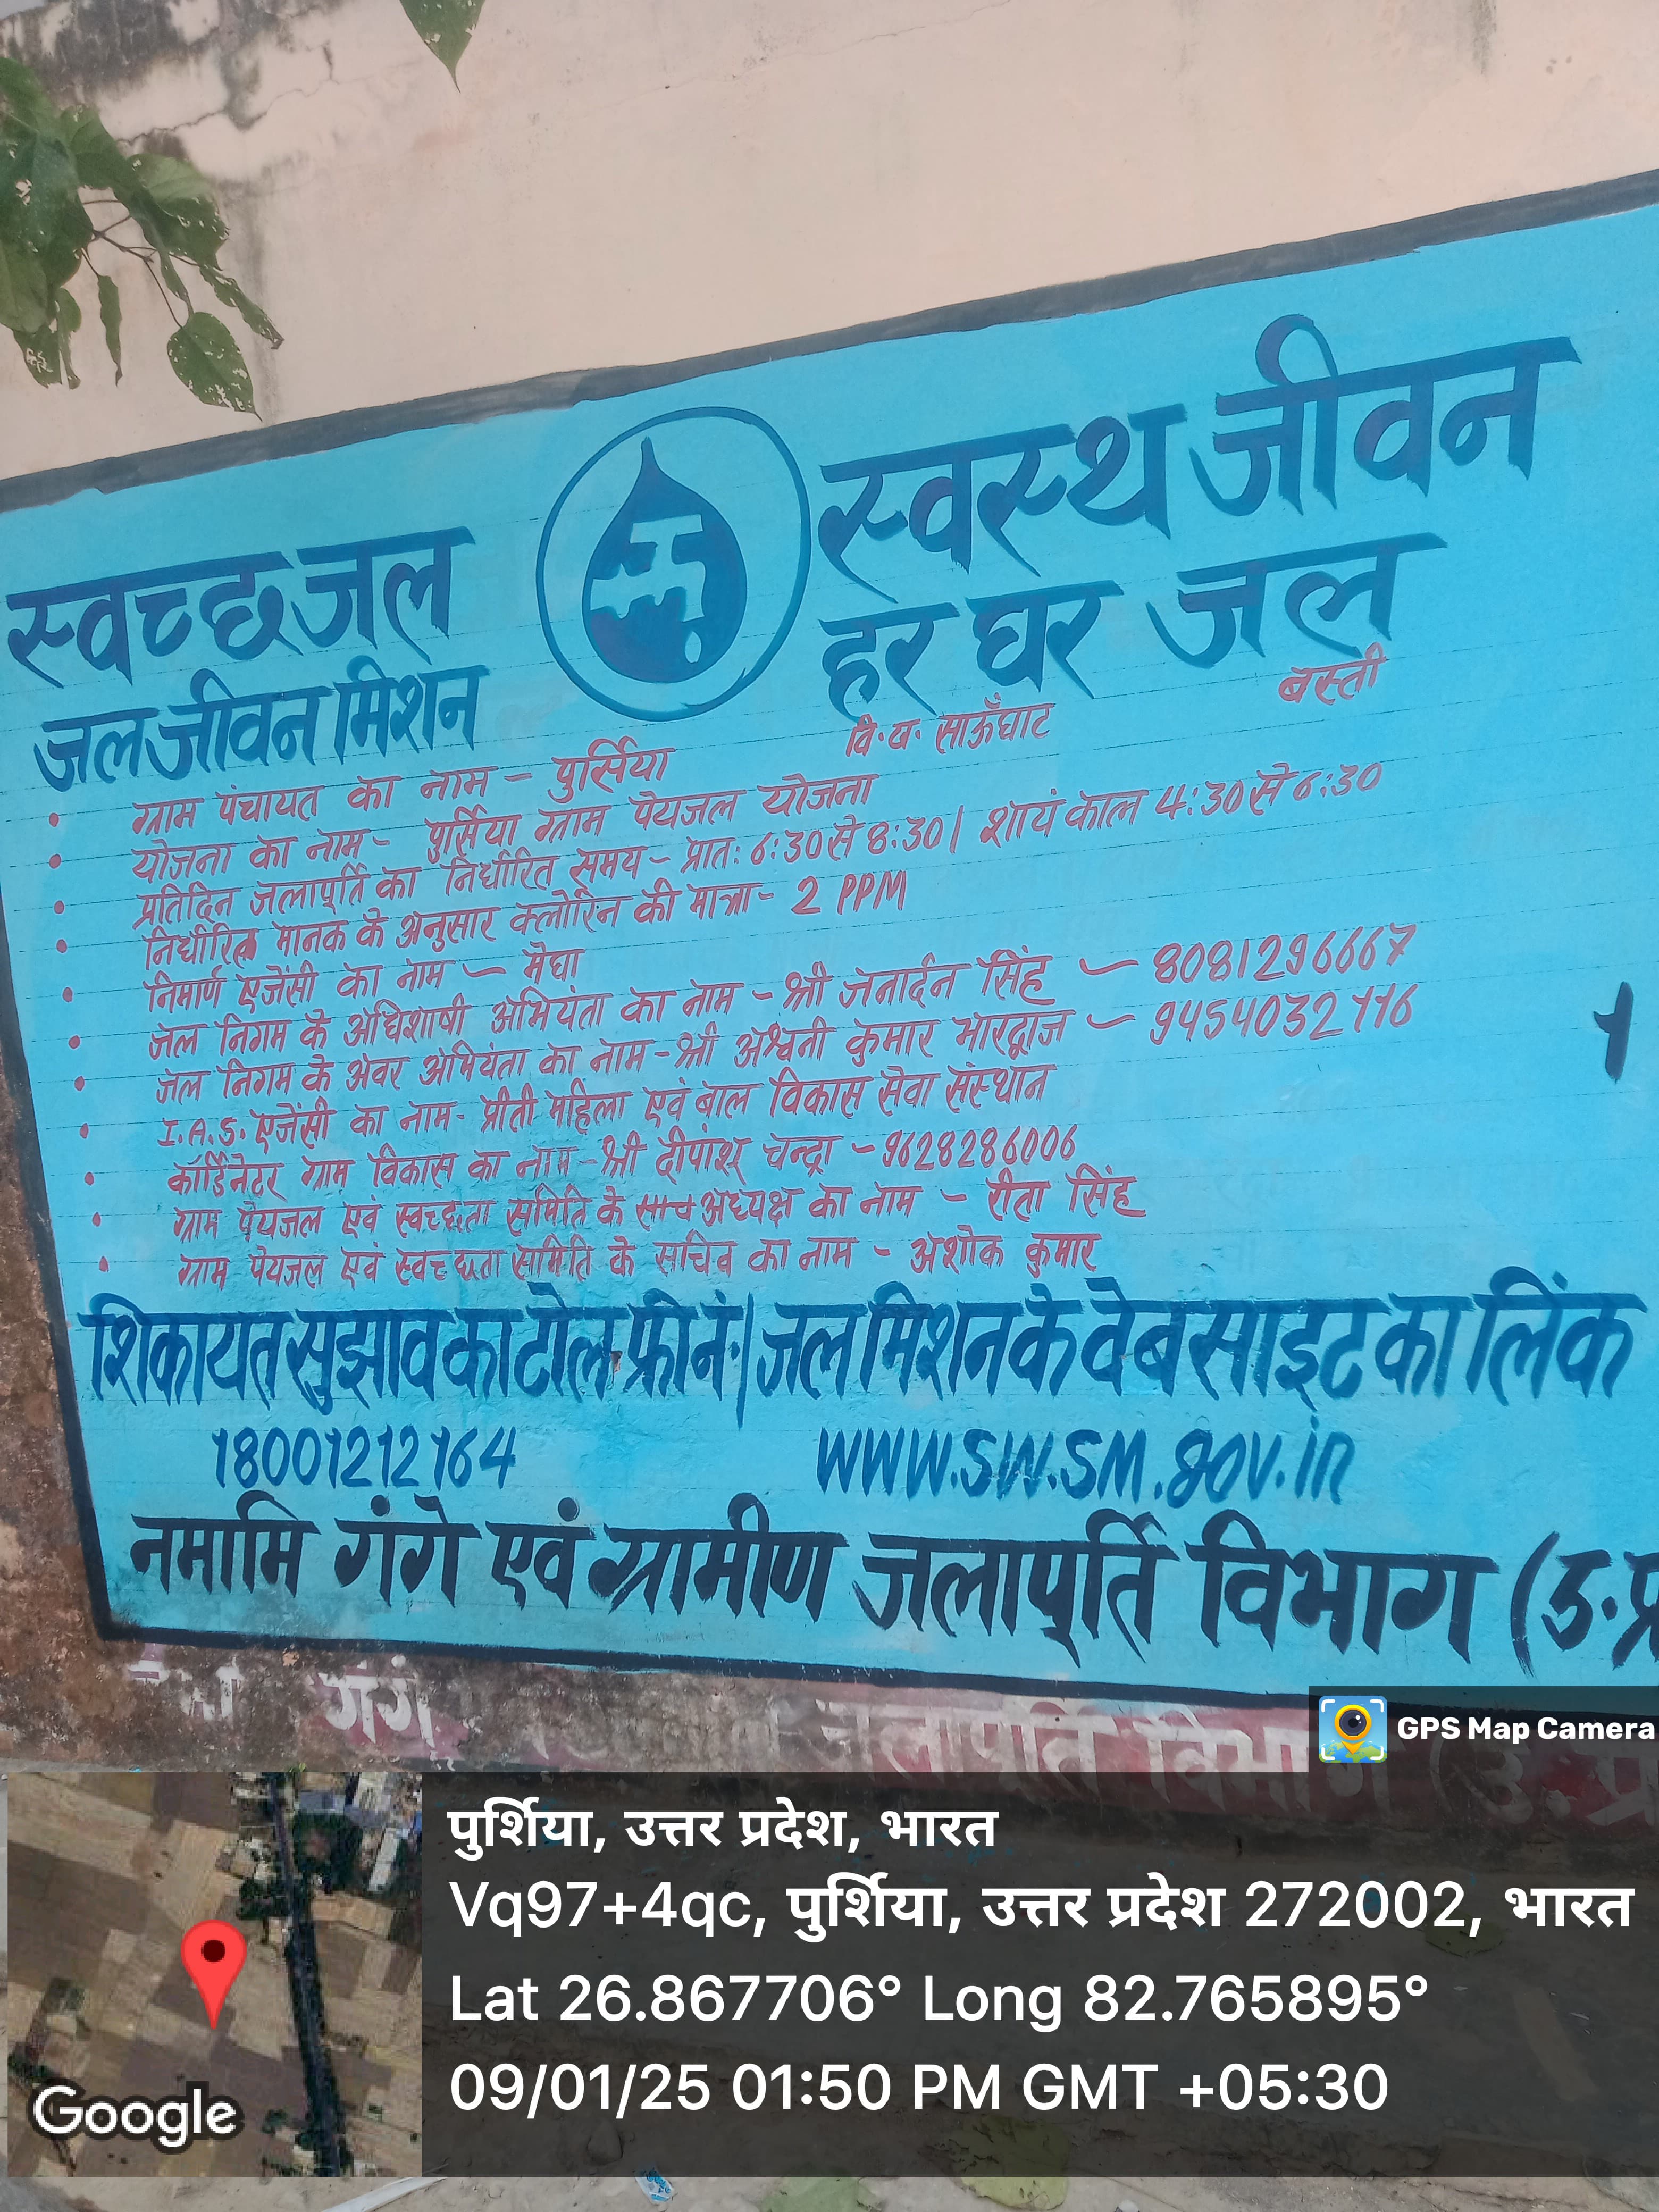 स्वच्छ जल
स्वस्थ जीवन
जल जीवन मिशन
हर घर जल
ग्राम पंचायत का नाम - पुर्सिया वि.ख. साऊँघाट बस्ती
योजना का नाम - पुर्सिया ग्राम पेयजल योजना
प्रतिदिन जलापूर्ति का निर्धारित समय - प्रातः 6:30 से 8:30 | शायं काल 4:30 से 6:30
निर्धारित मानक के अनुसार क्लोरिन की मात्रा - 2 PPM
निमार्ण एजेंसी का नाम - मेघा
जल निगम के अधिशाषी अभियंता का नाम - श्री जनार्दन सिंह - 8081296667
जल निगम के अवर अभियंता का नाम - श्री अश्वनी कुमार भारद्वाज - 9454032116
I.A.S. एजेंसी का नाम - प्रीती महिला एवं बाल विकास सेवा संस्थान
कॉर्डिनेटर ग्राम विकास का नाम - श्री दीपांशू चन्द्रा - 9628286006
ग्राम पेयजल एवं स्वच्छता समिति के अध्यक्ष का नाम - रीता सिंह
ग्राम पेयजल एवं स्वच्छता समिति के सचिव का नाम - अशोक कुमार
शिकायत सुझाव का टोल फ्री नं. | जल मिशन के वेबसाइट का लिंक
18001212164 WWW.SW.SM.gov.in
नमामि गंगे एवं ग्रामीण जलापूर्ति विभाग (उ.प्र
गंगे जलापूर्ति विभाग (उ.प्र
GPS Map Camera
पुर्शिया, उत्तर प्रदेश, भारत
Vq97+4qc, पुर्शिया, उत्तर प्रदेश 272002, भारत
Lat 26.867706° Long 82.765895°
09/01/25 01:50 PM GMT +05:30
Google